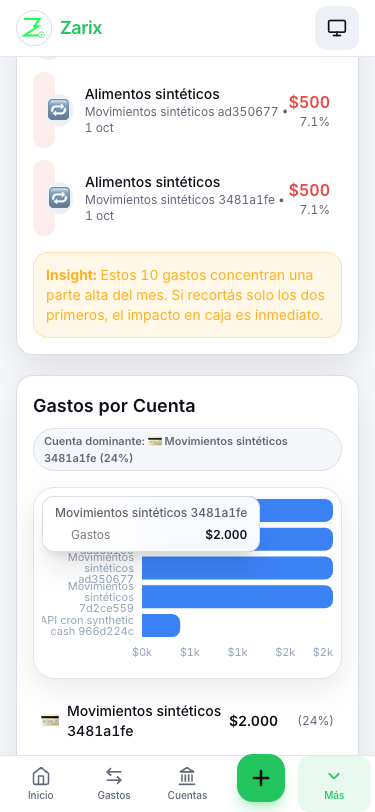 Zarix
Alimentos sintéticos
Movimientos sintéticos ad350677 •
1 oct
$500
7.1%
Alimentos sintéticos
Movimientos sintéticos 3481a1fe •
1 oct
$500
7.1%
Insight: Estos 10 gastos concentran una
parte alta del mes. Si recortás solo los dos
primeros, el impacto en caja es inmediato.
Gastos por Cuenta
Cuenta dominante: 💳 Movimientos sintéticos
3481a1fe (24%)
Movimientos sintéticos 3481a1fe
Gastos $2.000
Movimientos
sintéticos
ad350677
Movimientos
sintéticos
7d2ce559
API cron synthetic
cash 966d224c
$0k $1k $1k $2k $2k
💳 Movimientos sintéticos
3481a1fe
$2.000 (24%)
Inicio
Gastos
Cuentas
Más